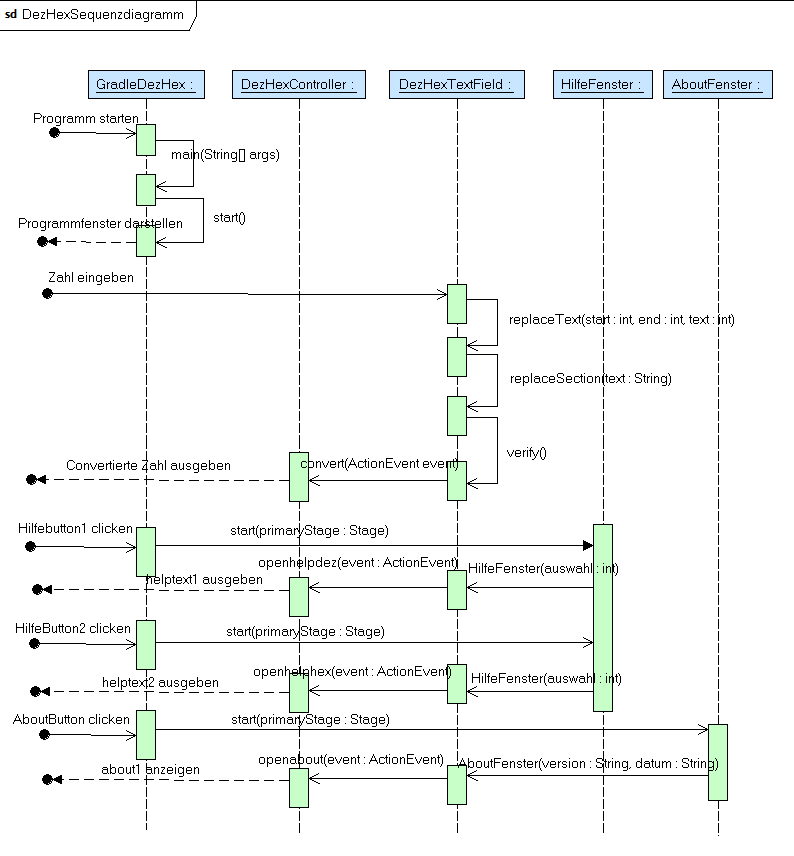 sd DezHexSequenzdiagramm
GradleDezHex :
DezHexController :
DezHexTextField :
HilfeFenster :
AboutFenster :
Programm starten
main(String[] args)
start()
Programmfenster darstellen
Zahl eingeben
replaceText(start : int, end : int, text : int)
replaceSection(text : String)
verify()
convert(ActionEvent event)
Convertierte Zahl ausgeben
Hilfebutton1 clicken
start(primaryStage : Stage)
openhelpdez(event : ActionEvent)
HilfeFenster(auswahl : int)
helptext1 ausgeben
HilfeButton2 clicken
start(primaryStage : Stage)
openhelphex(event : ActionEvent)
HilfeFenster(auswahl : int)
helptext2 ausgeben
AboutButton clicken
start(primaryStage : Stage)
openabout(event : ActionEvent)
AboutFenster(version : String, datum : String)
about1 anzeigen